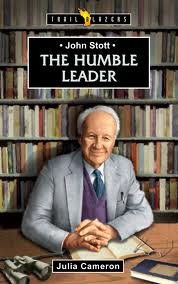 TRAIL BLAZERS
• John Stott •
THE HUMBLE
LEADER
Julia Cameron